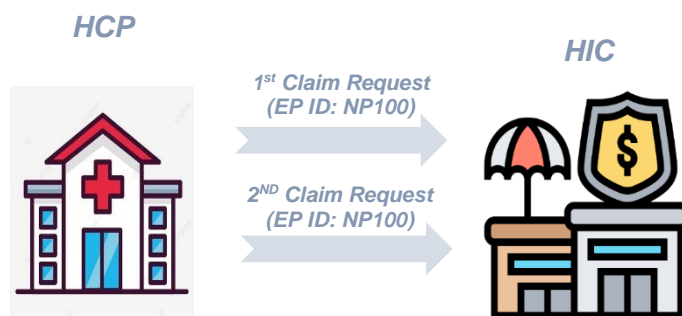 HCP
HIC
1st Claim Request
(EP ID: NP100)
2ND Claim Request
(EP ID: NP100)
$